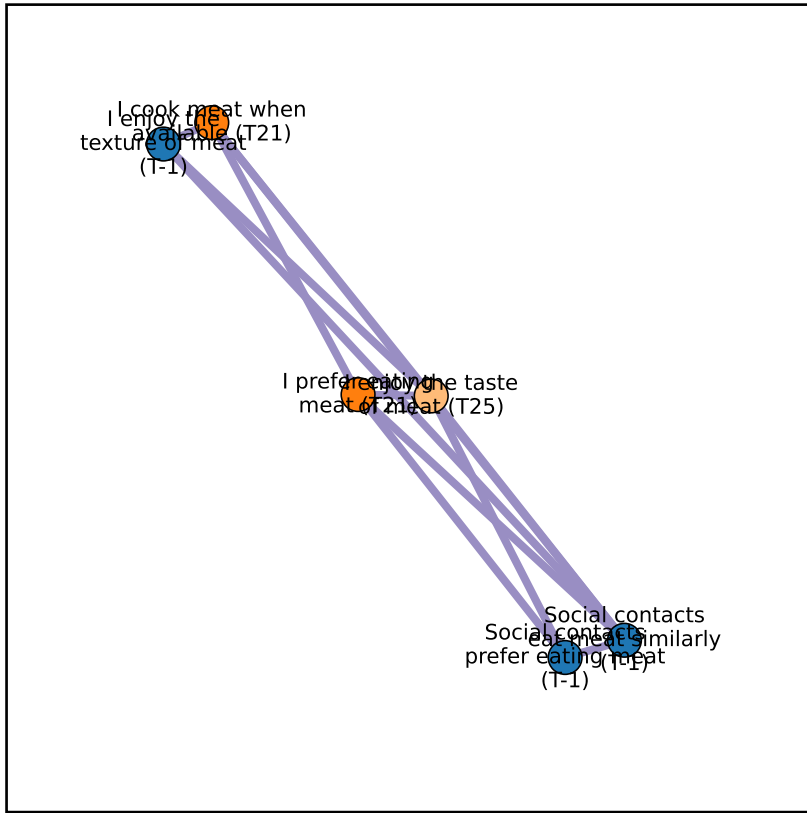 I cook meat when
available (T21)
I enjoy the
texture of meat
(T-1)
I prefer eating
meat (T21)
I enjoy the taste
of meat (T25)
Social contacts
eat meat similarly
(T-1)
Social contacts
prefer eating meat
(T-1)